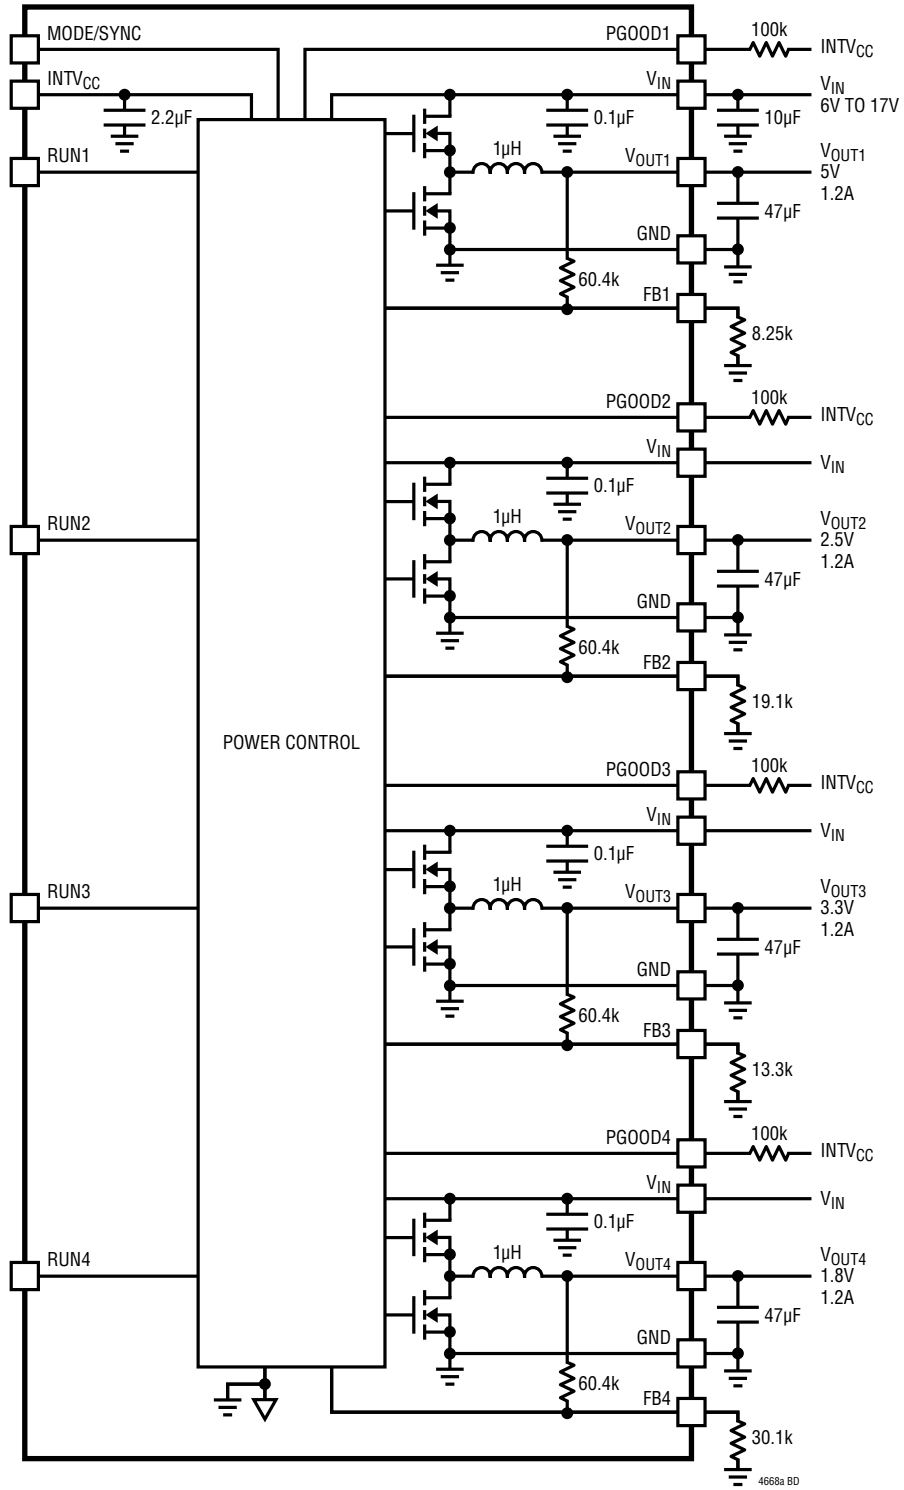 MODE/SYNC
PGOOD1
100k
INTVCC
INTVCC
VIN
VIN
6V TO 17V
2.2µF
0.1µF
10µF
RUN1
1µH
VOUT1
VOUT1
5V
1.2A
47µF
GND
60.4k
FB1
8.25k
PGOOD2
100k
INTVCC
VIN
VIN
0.1µF
RUN2
1µH
VOUT2
VOUT2
2.5V
1.2A
47µF
GND
60.4k
FB2
19.1k
POWER CONTROL
PGOOD3
100k
INTVCC
VIN
VIN
0.1µF
RUN3
1µH
VOUT3
VOUT3
3.3V
1.2A
47µF
GND
60.4k
FB3
13.3k
PGOOD4
100k
INTVCC
VIN
VIN
0.1µF
RUN4
1µH
VOUT4
VOUT4
1.8V
1.2A
47µF
GND
60.4k
FB4
30.1k
4668a BD